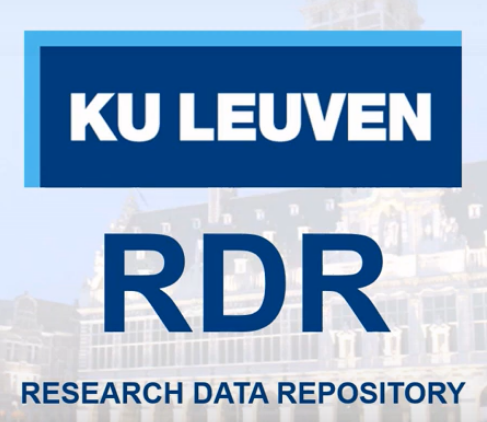 KU LEUVEN
RDR
RESEARCH DATA REPOSITORY